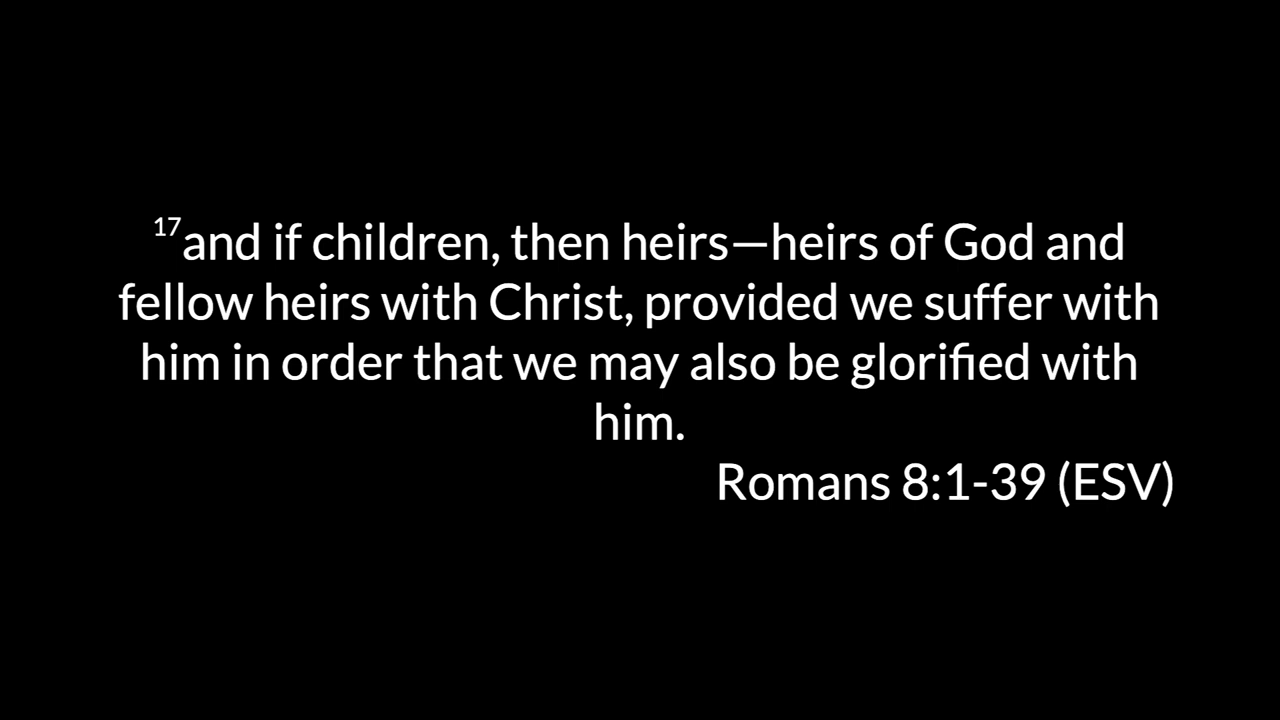 17and if children, then heirs—heirs of God and
fellow heirs with Christ, provided we suffer with
him in order that we may also be glorified with
him.
Romans 8:1-39 (ESV)